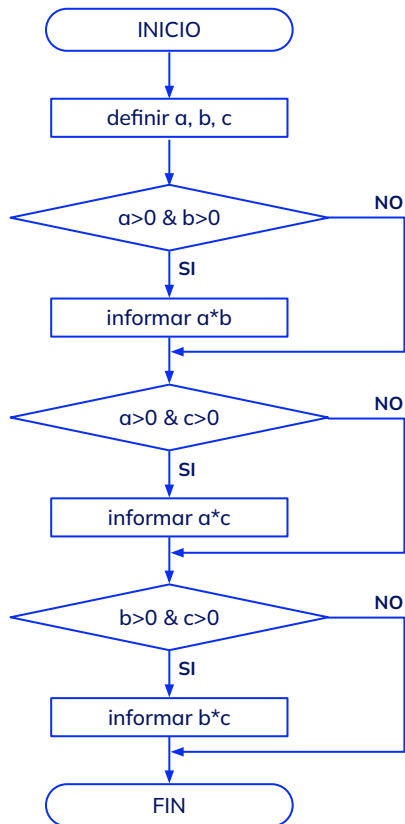 INICIO
definir a, b, c
a>0 & b>0
NO
SI
informar a*b
a>0 & c>0
NO
SI
informar a*c
b>0 & c>0
NO
SI
informar b*c
FIN